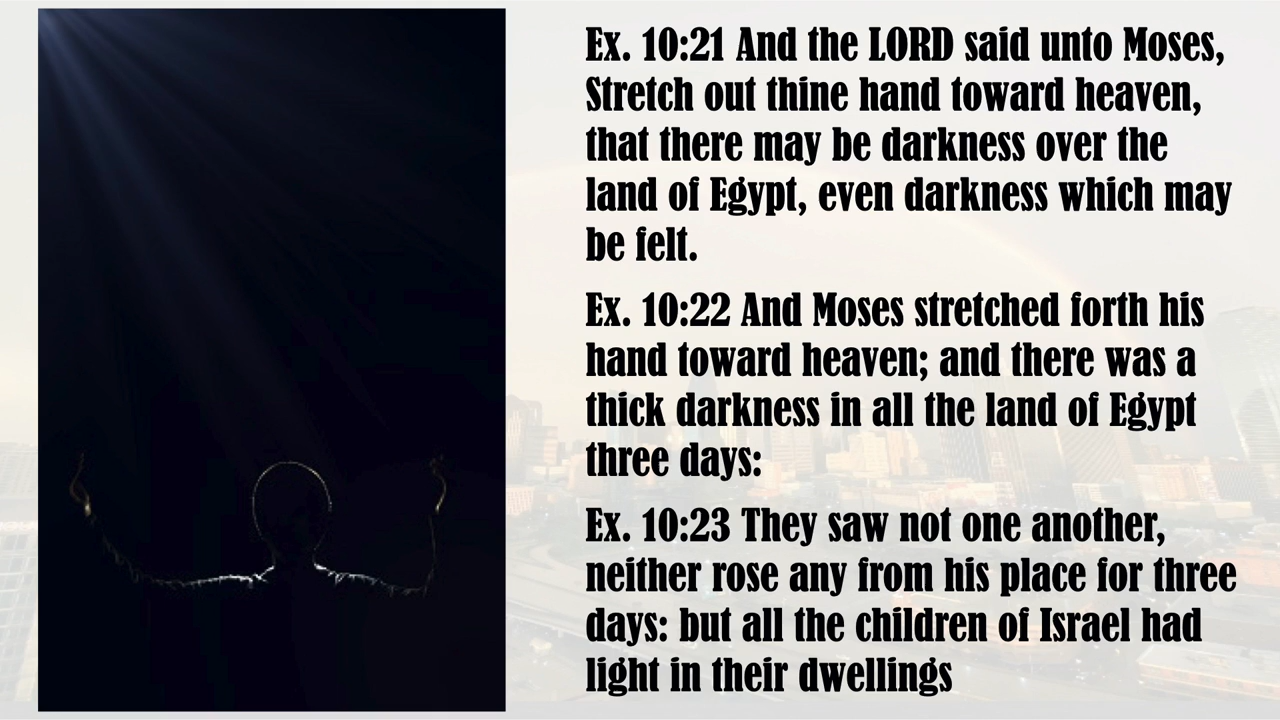 Ex. 10:21 And the LORD said unto Moses,
Stretch out thine hand toward heaven,
that there may be darkness over the
land of Egypt, even darkness which may
be felt.
Ex. 10:22 And Moses stretched forth his
hand toward heaven; and there was a
thick darkness in all the land of Egypt
three days:
Ex. 10:23 They saw not one another,
neither rose any from his place for three
days: but all the children of Israel had
light in their dwellings